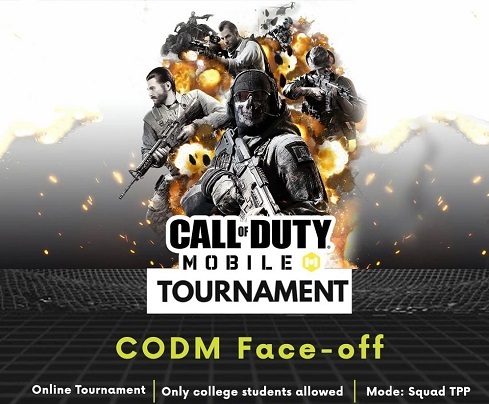 CALL OF DUTY
MOBILE
TOURNAMENT
CODM Face-off
Online Tournament | Only college students allowed | Mode: Squad TPP